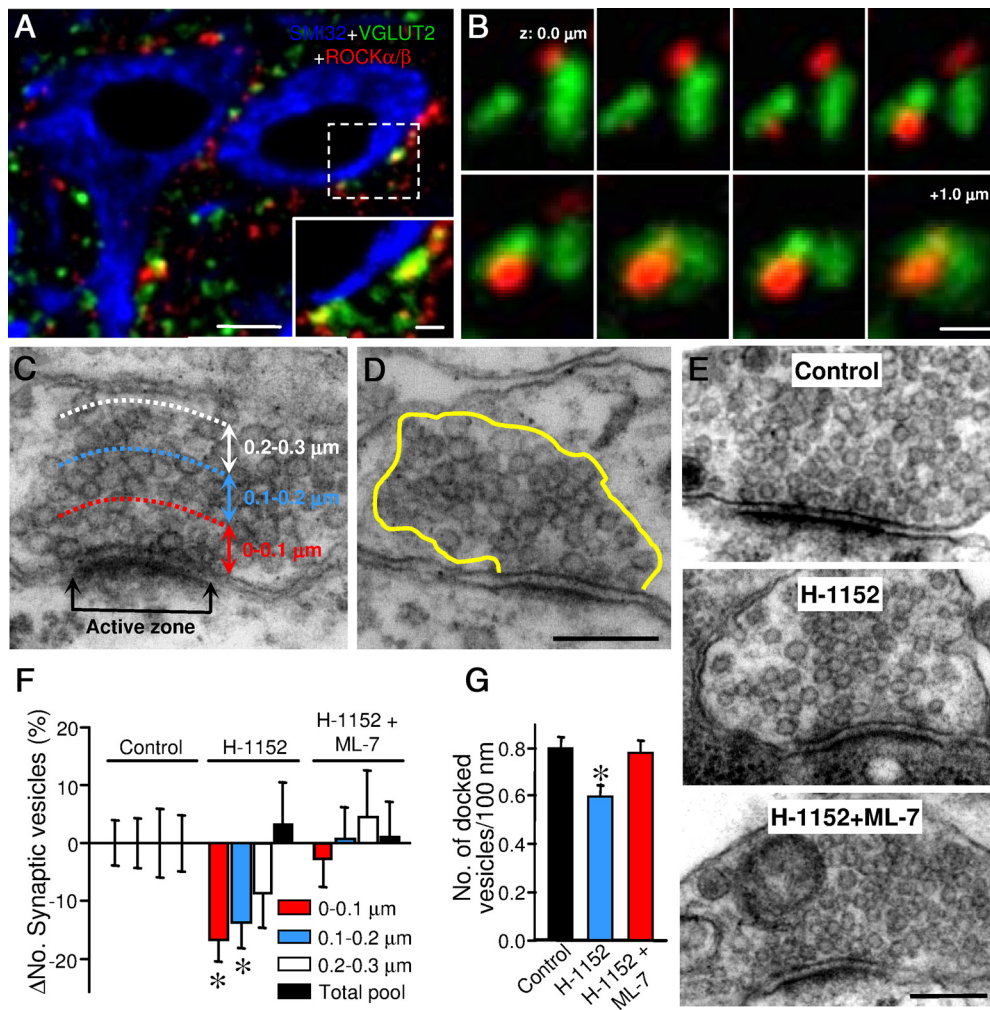 A
SMI32+VGLUT2
+ROCKα/β
B
z: 0.0 μm
+1.0 μm
C
0.2-0.3 μm
0.1-0.2 μm
0-0.1 μm
Active zone
D
E
Control
H-1152
H-1152+ML-7
F
ΔNo. Synaptic vesicles (%)
20
10
0
-10
-20
Control
H-1152
H-1152 +
ML-7
* *
0-0.1 μm
0.1-0.2 μm
0.2-0.3 μm
Total pool
G
No. of docked
vesicles/100 nm
0.8
0.6
0.4
0.2
0.0
*
Control
H-1152
H-1152 +
ML-7